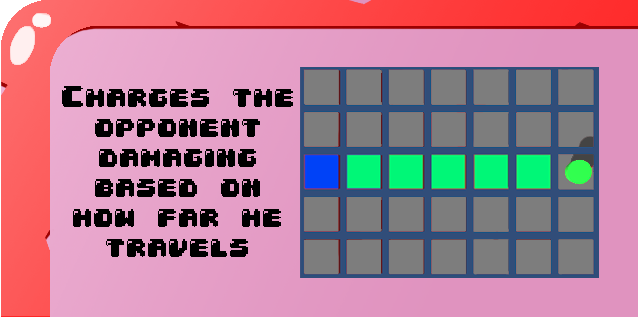 Charges the
opponent
damaging
based on
how far he
travels